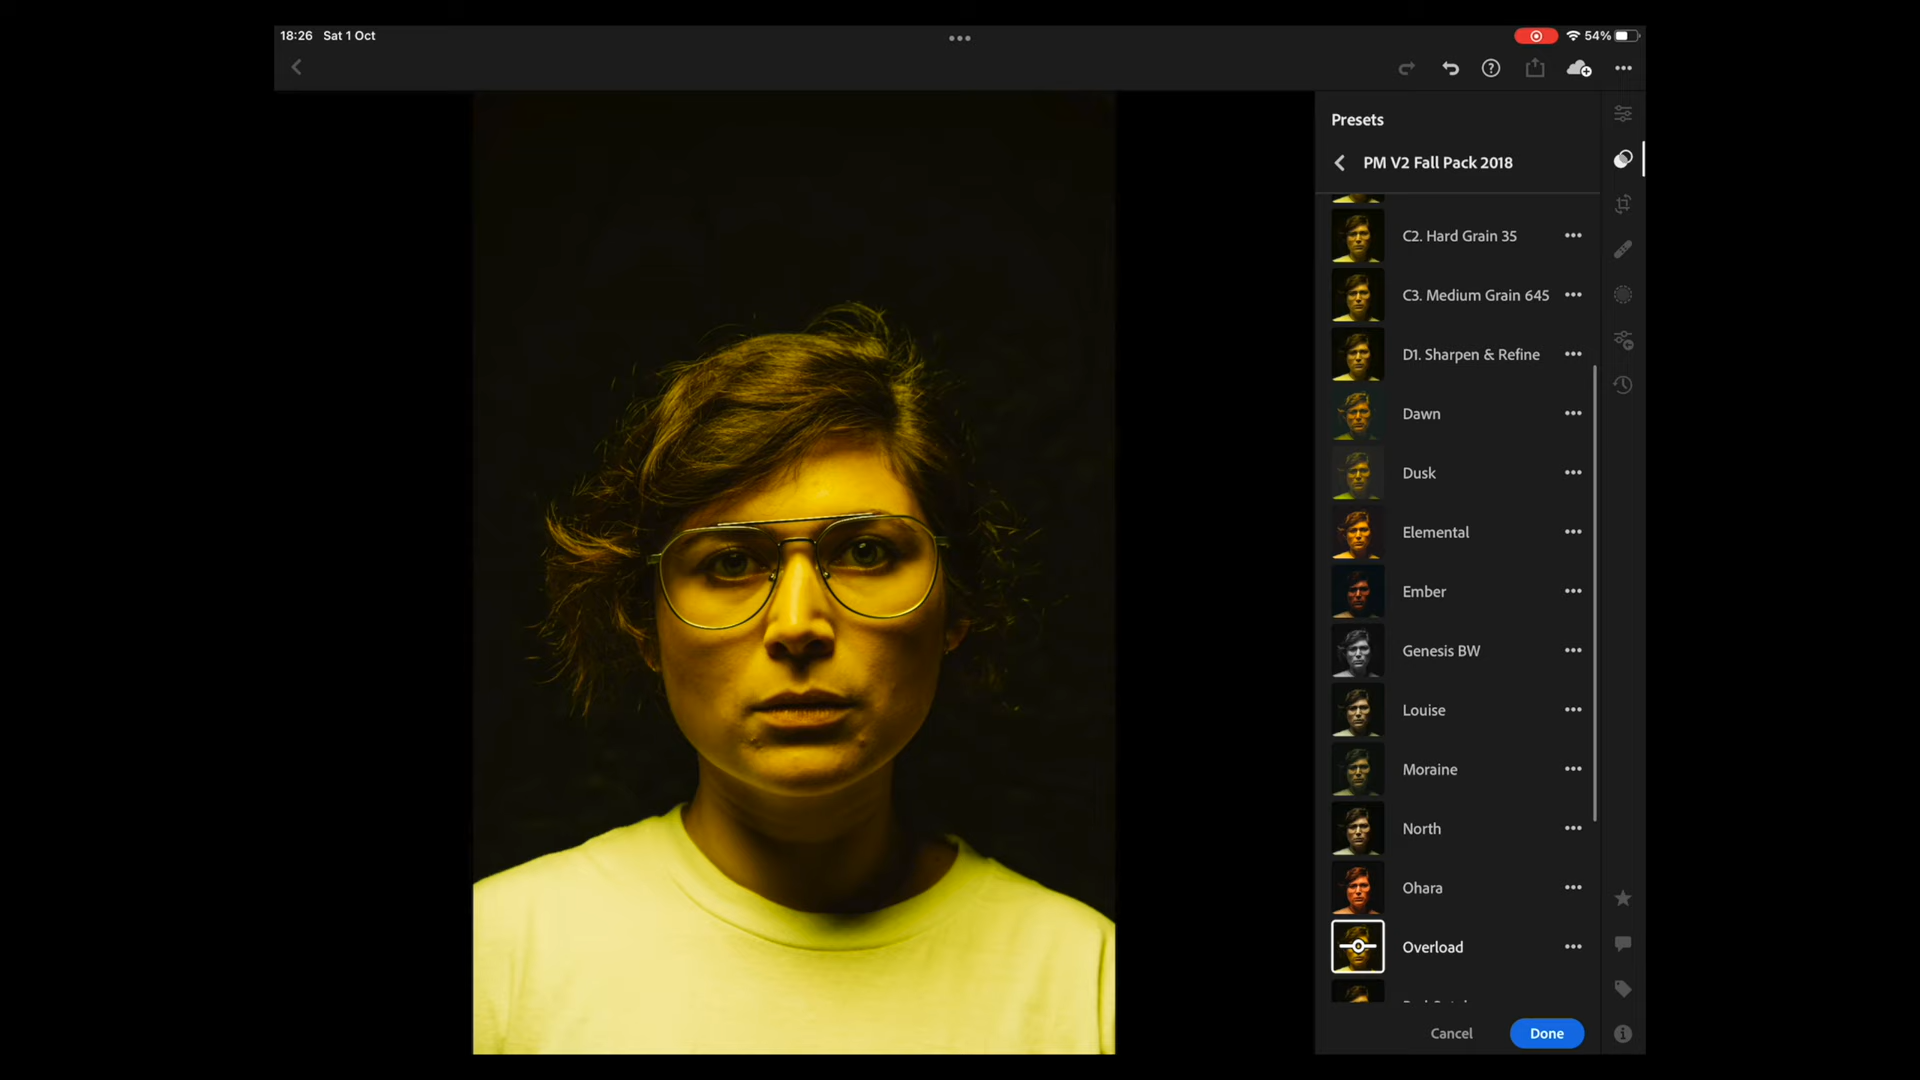 18:26 Sat 1 Oct
54%
Presets
PM V2 Fall Pack 2018
C2. Hard Grain 35
C3. Medium Grain 645
D1. Sharpen & Refine
Dawn
Dusk
Elemental
Ember
Genesis BW
Louise
Moraine
North
Ohara
Overload
Cancel
Done